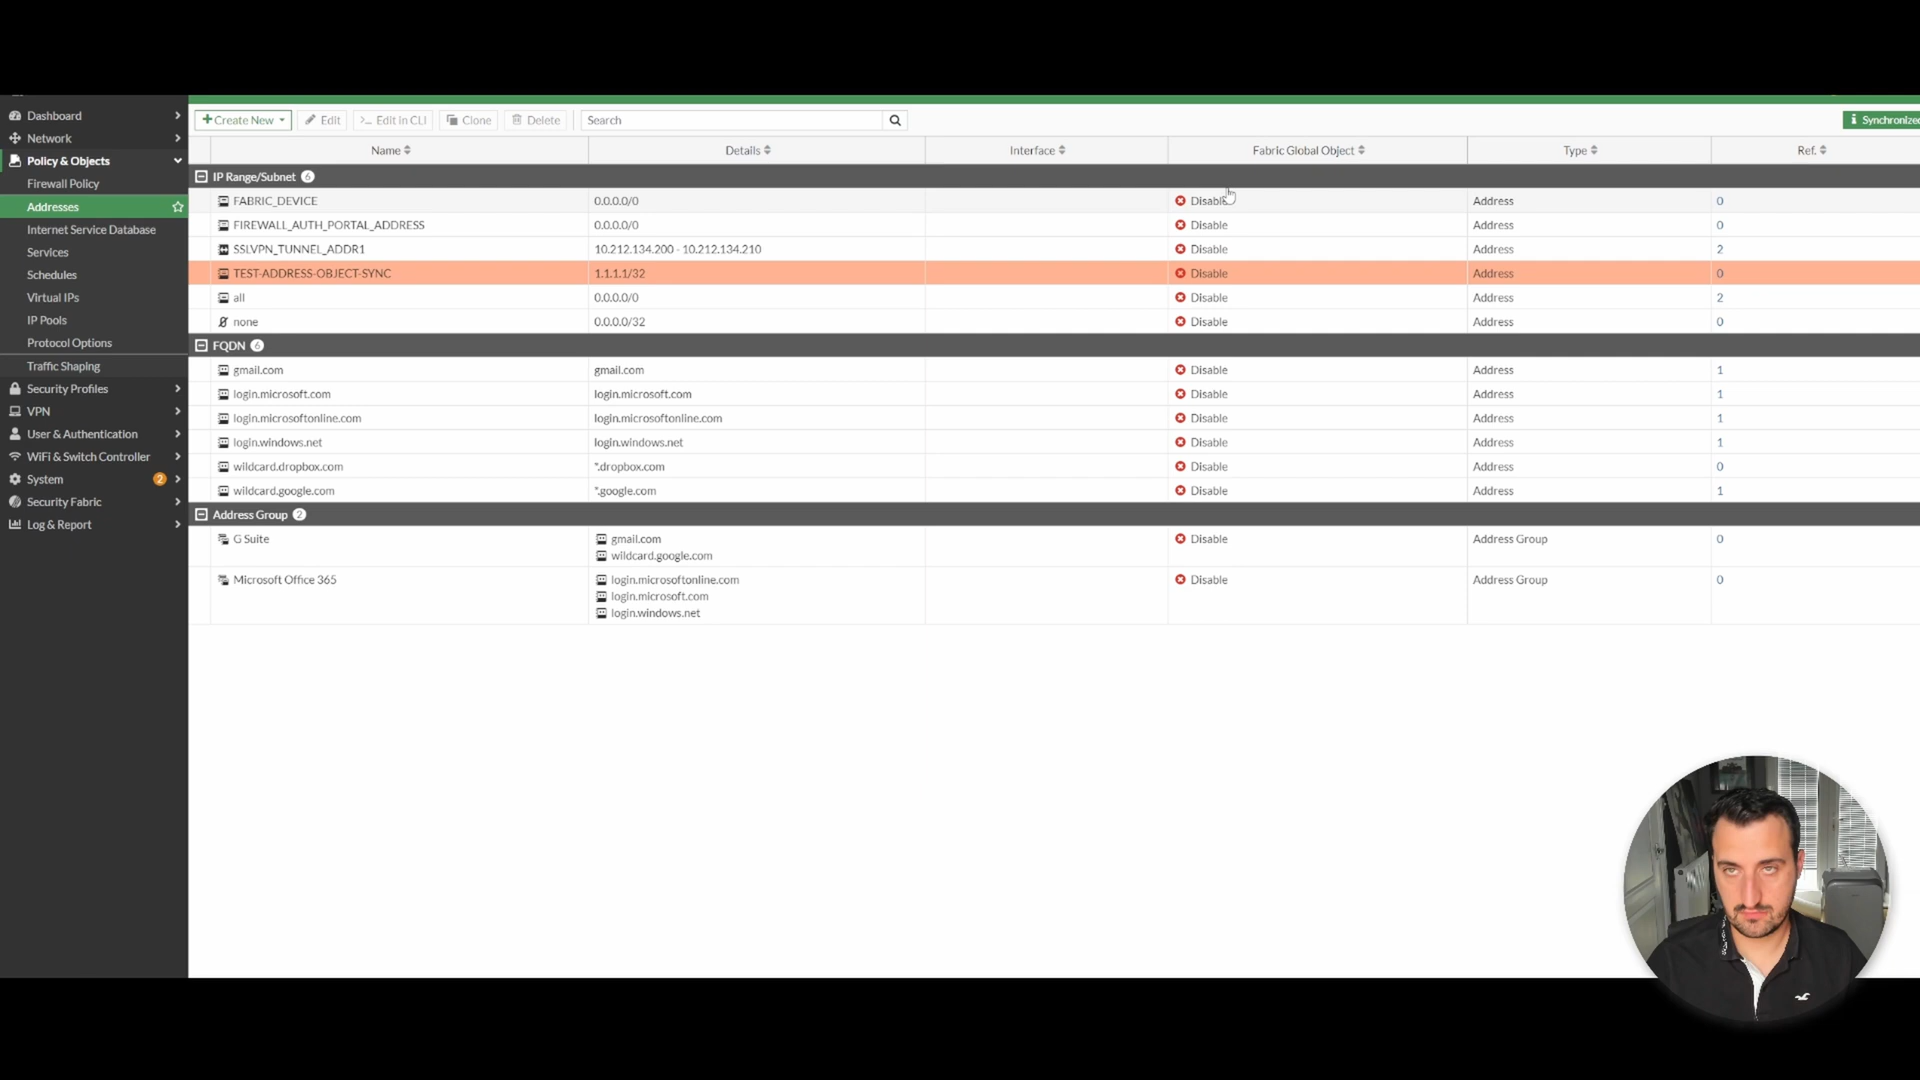 Dashboard
Network
Policy & Objects
Firewall Policy
Addresses
Internet Service Database
Services
Schedules
Virtual IPs
IP Pools
Protocol Options
Traffic Shaping
Security Profiles
VPN
User & Authentication
WiFi & Switch Controller
System 2
Security Fabric
Log & Report
+Create New Edit >_ Edit in CLI Clone Delete Search Synchronized
Name Details Interface Fabric Global Object Type Ref.
IP Range/Subnet 6
FABRIC_DEVICE 0.0.0.0/0 Disable Address 0
FIREWALL_AUTH_PORTAL_ADDRESS 0.0.0.0/0 Disable Address 0
SSLVPN_TUNNEL_ADDR1 10.212.134.200 - 10.212.134.210 Disable Address 2
TEST-ADDRESS-OBJECT-SYNC 1.1.1.1/32 Disable Address 0
all 0.0.0.0/0 Disable Address 2
none 0.0.0.0/32 Disable Address 0
FQDN 6
gmail.com gmail.com Disable Address 1
login.microsoft.com login.microsoft.com Disable Address 1
login.microsoftonline.com login.microsoftonline.com Disable Address 1
login.windows.net login.windows.net Disable Address 1
wildcard.dropbox.com *.dropbox.com Disable Address 0
wildcard.google.com *.google.com Disable Address 1
Address Group 2
G Suite gmail.com Disable Address Group 0
wildcard.google.com
Microsoft Office 365 login.microsoftonline.com Disable Address Group 0
login.microsoft.com
login.windows.net